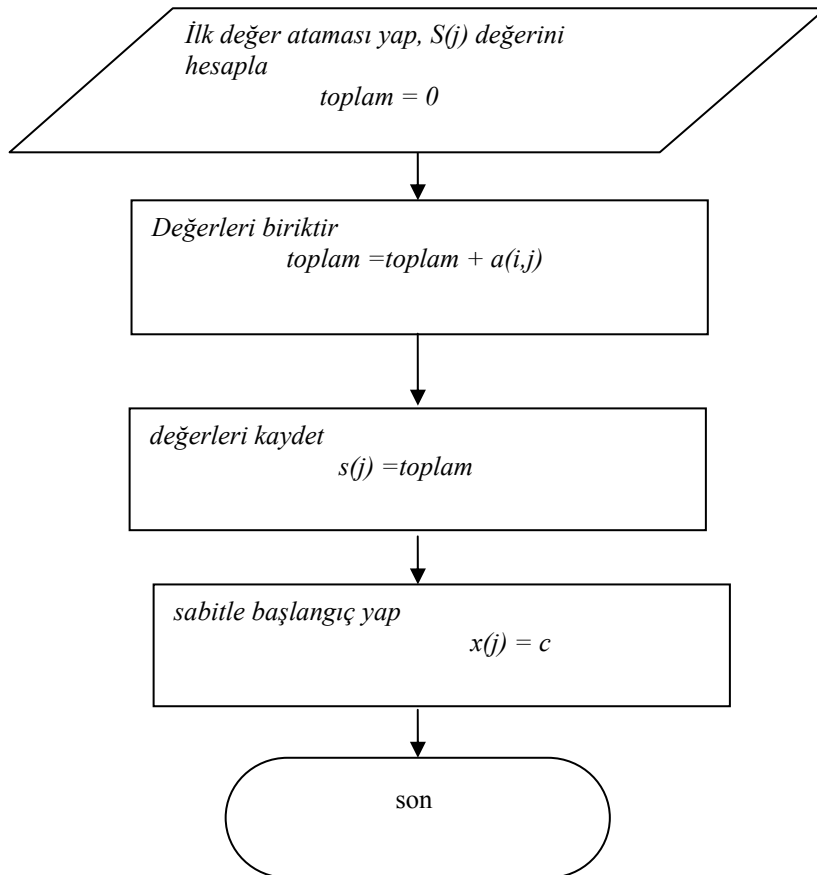 İlk değer ataması yap, S(j) değerini
hesapla
toplam = 0
Değerleri biriktir
toplam =toplam + a(i,j)
değerleri kaydet
s(j) =toplam
sabitle başlangıç yap
x(j) = c
son